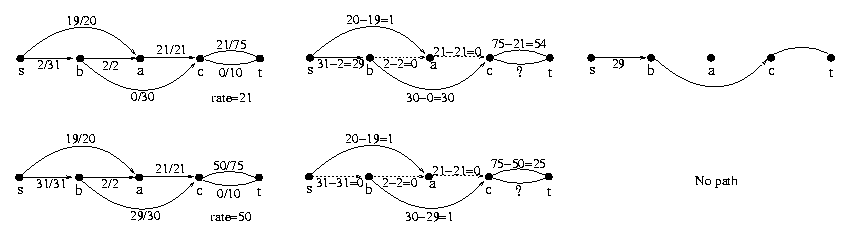 19/20
21/21
21/75
s
2/31
b
2/2
a
c
0/10
t
0/30
rate=21
20−19=1
21−21=0
75−21=54
s
31−2=29
b
2−2=0
a
c
?
t
30−0=30
s
29
b
a
c
t
19/20
21/21
50/75
s
31/31
b
2/2
a
c
0/10
t
29/30
rate=50
20−19=1
21−21=0
75−50=25
s
31−31=0
b
2−2=0
a
c
?
t
30−29=1
No path